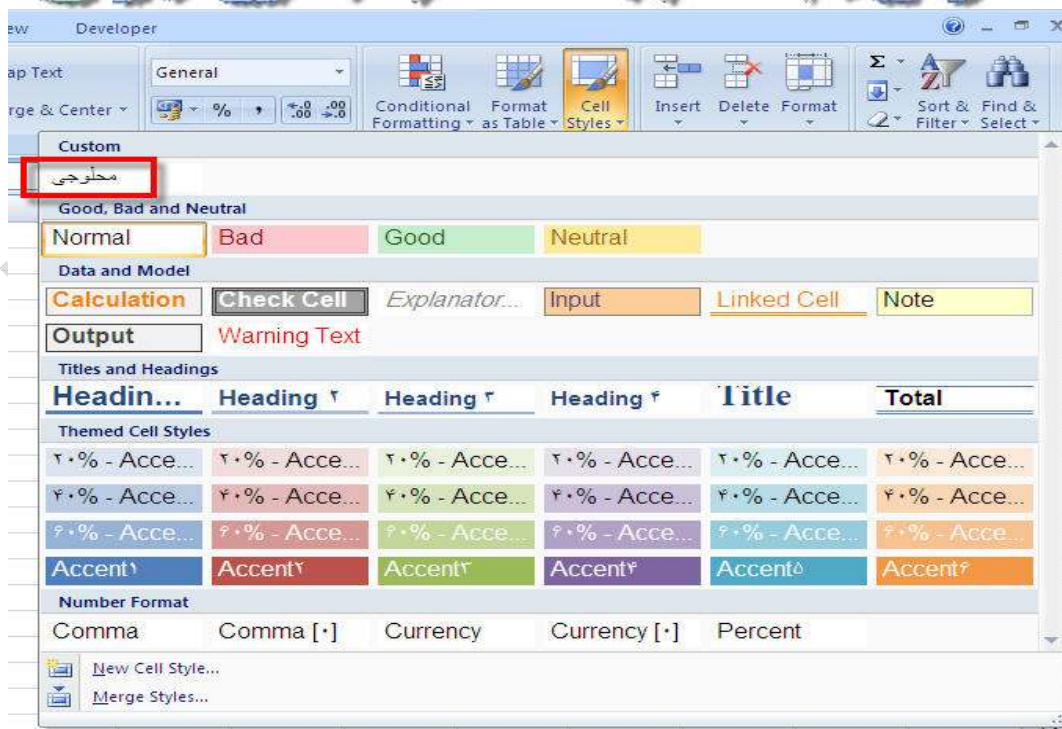 ew Developer
ap Text General
rge & Center % , .0 .00 .00 .0 Conditional Formatting Format as Table Cell Styles Insert Delete Format Σ Sort & Filter Find & Select
Custom
محلوجی
Good, Bad and Neutral
Normal Bad Good Neutral
Data and Model
Calculation Check Cell Explanator... Input Linked Cell Note
Output Warning Text
Titles and Headings
Headin... Heading ۲ Heading ۳ Heading ۴ Title Total
Themed Cell Styles
۲۰% - Acce... ۲۰% - Acce... ۲۰% - Acce... ۲۰% - Acce... ۲۰% - Acce... ۲۰% - Acce...
۴۰% - Acce... ۴۰% - Acce... ۴۰% - Acce... ۴۰% - Acce... ۴۰% - Acce... ۴۰% - Acce...
۶۰% - Acce... ۶۰% - Acce... ۶۰% - Acce... ۶۰% - Acce... ۶۰% - Acce... ۶۰% - Acce...
Accent۱ Accent۲ Accent۳ Accent۴ Accent۵ Accent۶
Number Format
Comma Comma [۰] Currency Currency [۰] Percent
New Cell Style...
Merge Styles...